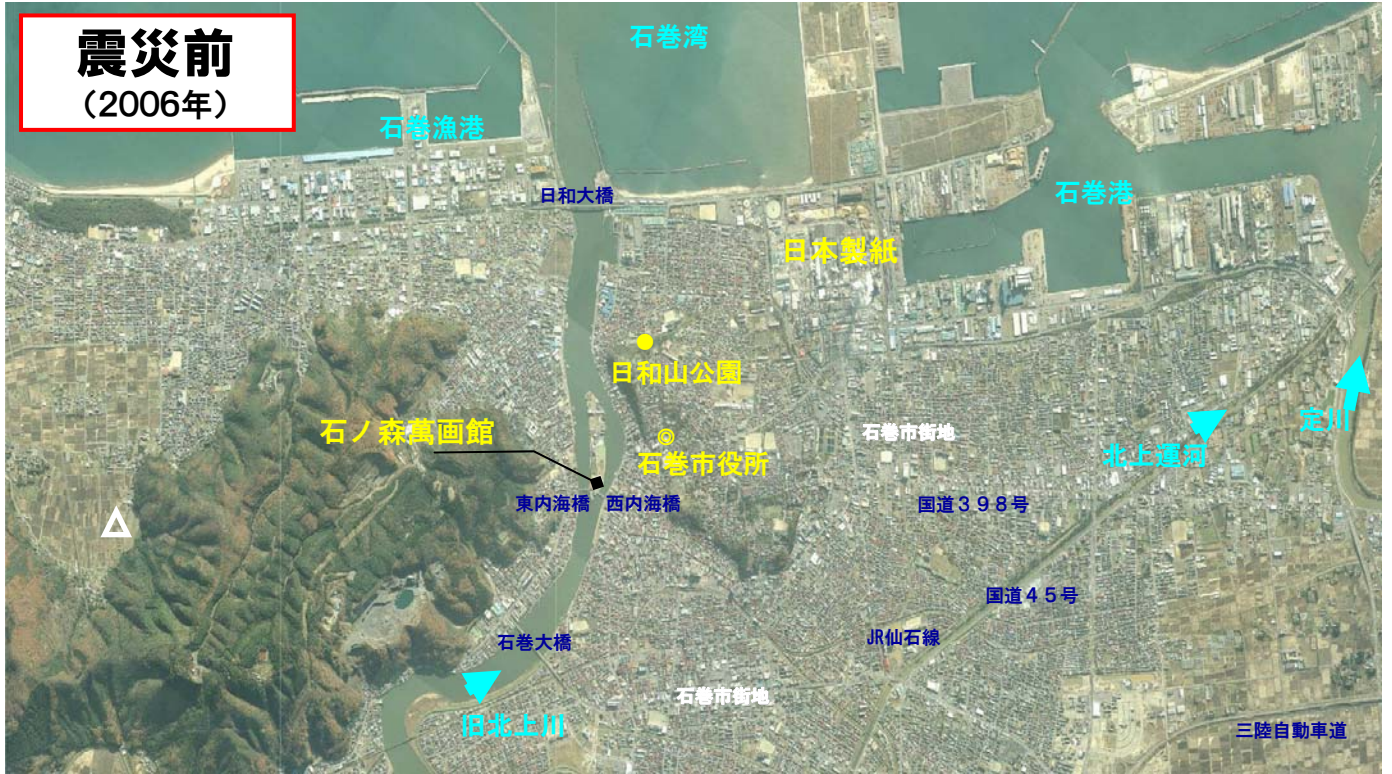 震災前
（2006年）
石巻湾
石巻漁港
日和大橋
石巻港
日本製紙
日和山公園
石ノ森萬画館
石巻市街地
定川
石巻市役所
北上運河
東内海橋
西内海橋
国道３９８号
国道４５号
石巻大橋
JR仙石線
石巻市街地
旧北上川
三陸自動車道